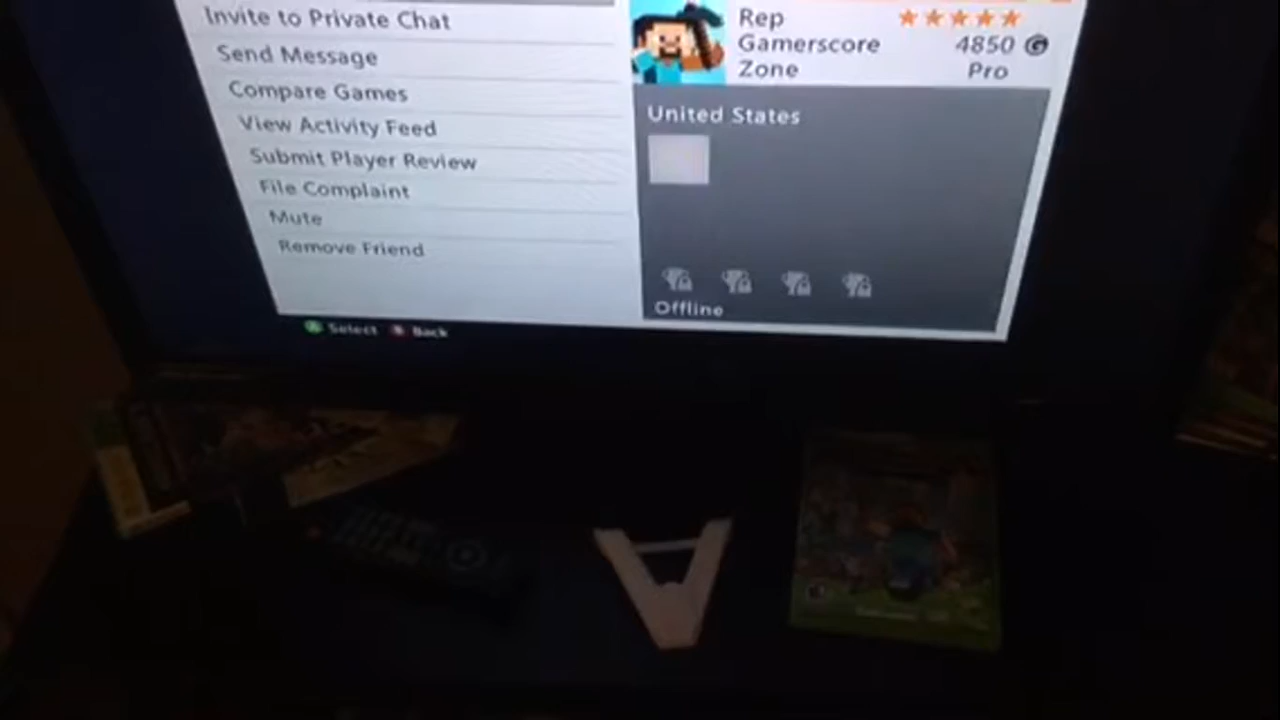 Invite to Private Chat
Send Message
Compare Games
View Activity Feed
Submit Player Review
File Complaint
Mute
Remove Friend
Select Back
Rep
Gamerscore 4850 G
Zone Pro
United States
Offline